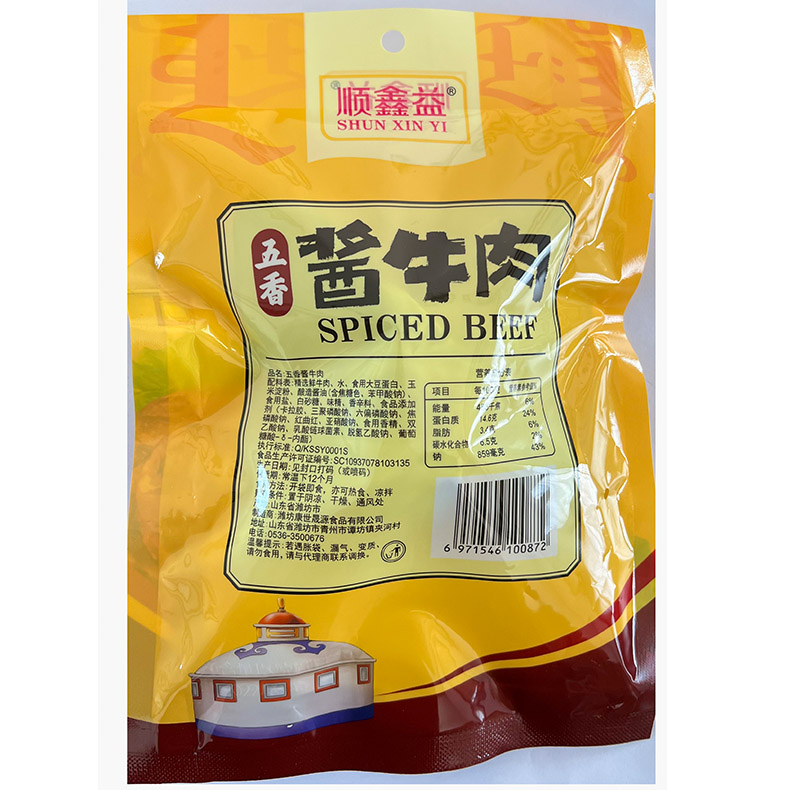 顺鑫益®
SHUN XIN YI
五香
酱牛肉
SPICED BEEF
品名:五香酱牛肉
配料表:精选鲜牛肉、水、食用大豆蛋白、玉
米淀粉、酿造酱油(含焦糖色、苯甲酸钠)、
食用盐、白砂糖、味精、香辛料、食品添加
剂(卡拉胶、三聚磷酸钠、六偏磷酸钠、焦
磷酸钠、红曲红、亚硝酸钠、食用香精、双
乙酸钠、乳酸链球菌素、脱氢乙酸钠、葡萄
糖酸-δ-内酯)
执行标准:Q/KSSY0001S
食品生产许可证编号:SC10937078103135
生产日期:见封口打码(或喷码)
期:常温下12个月
方法:开袋即食,亦可热食、凉拌
条件:置于阴凉、干燥、通风处
山东省潍坊市
制造商:潍坊康世晟源食品有限公司
地址:山东省潍坊市青州市谭坊镇夹河村
电话:0536-3500676
温馨提示:若遇胀袋、漏气、变质,
请勿食用,请与代理商联系调换。
营养 表
项目
能量 6%
蛋白质 14.6克 24%
脂肪 6%
碳水化合物 6.5克 2%
钠 859毫克 43%
6 971546 100872